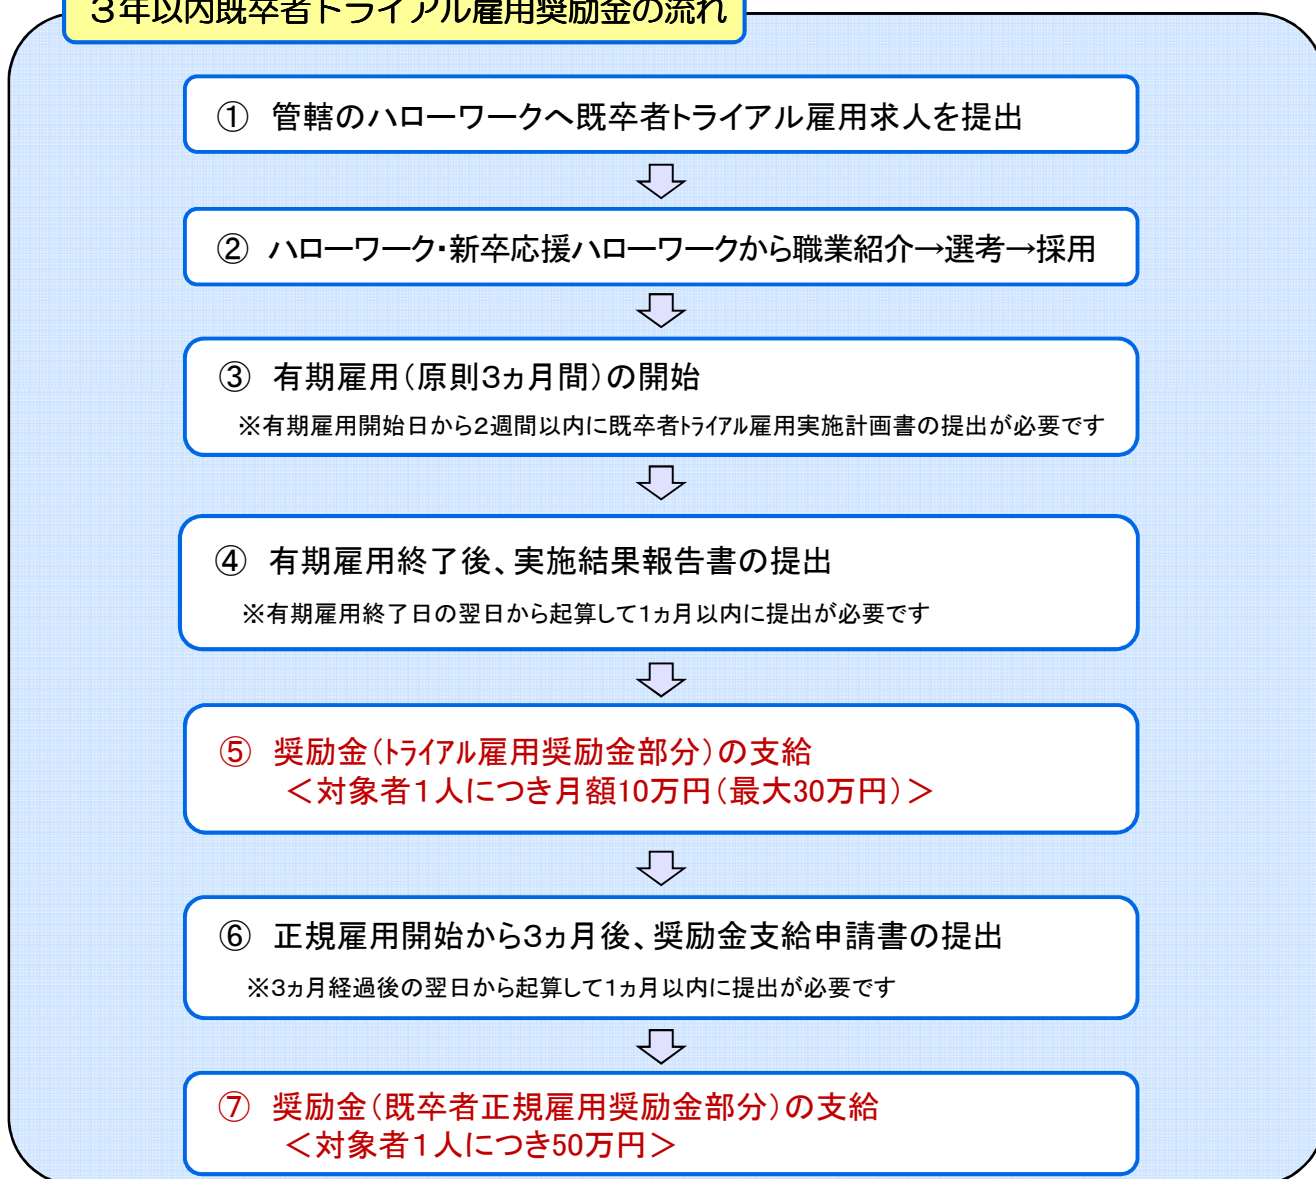 ３年以内既卒者トライアル雇用奨励金の流れ
① 管轄のハローワークへ既卒者トライアル雇用求人を提出
② ハローワーク・新卒応援ハローワークから職業紹介→選考→採用
③ 有期雇用（原則３ヵ月間）の開始
※有期雇用開始日から２週間以内に既卒者トライアル雇用実施計画書の提出が必要です
④ 有期雇用終了後、実施結果報告書の提出
※有期雇用終了日の翌日から起算して１ヵ月以内に提出が必要です
⑤ 奨励金（トライアル雇用奨励金部分）の支給
＜対象者１人につき月額10万円（最大30万円）＞
⑥ 正規雇用開始から３ヵ月後、奨励金支給申請書の提出
※３ヵ月経過後の翌日から起算して１ヵ月以内に提出が必要です
⑦ 奨励金（既卒者正規雇用奨励金部分）の支給
＜対象者１人につき50万円＞